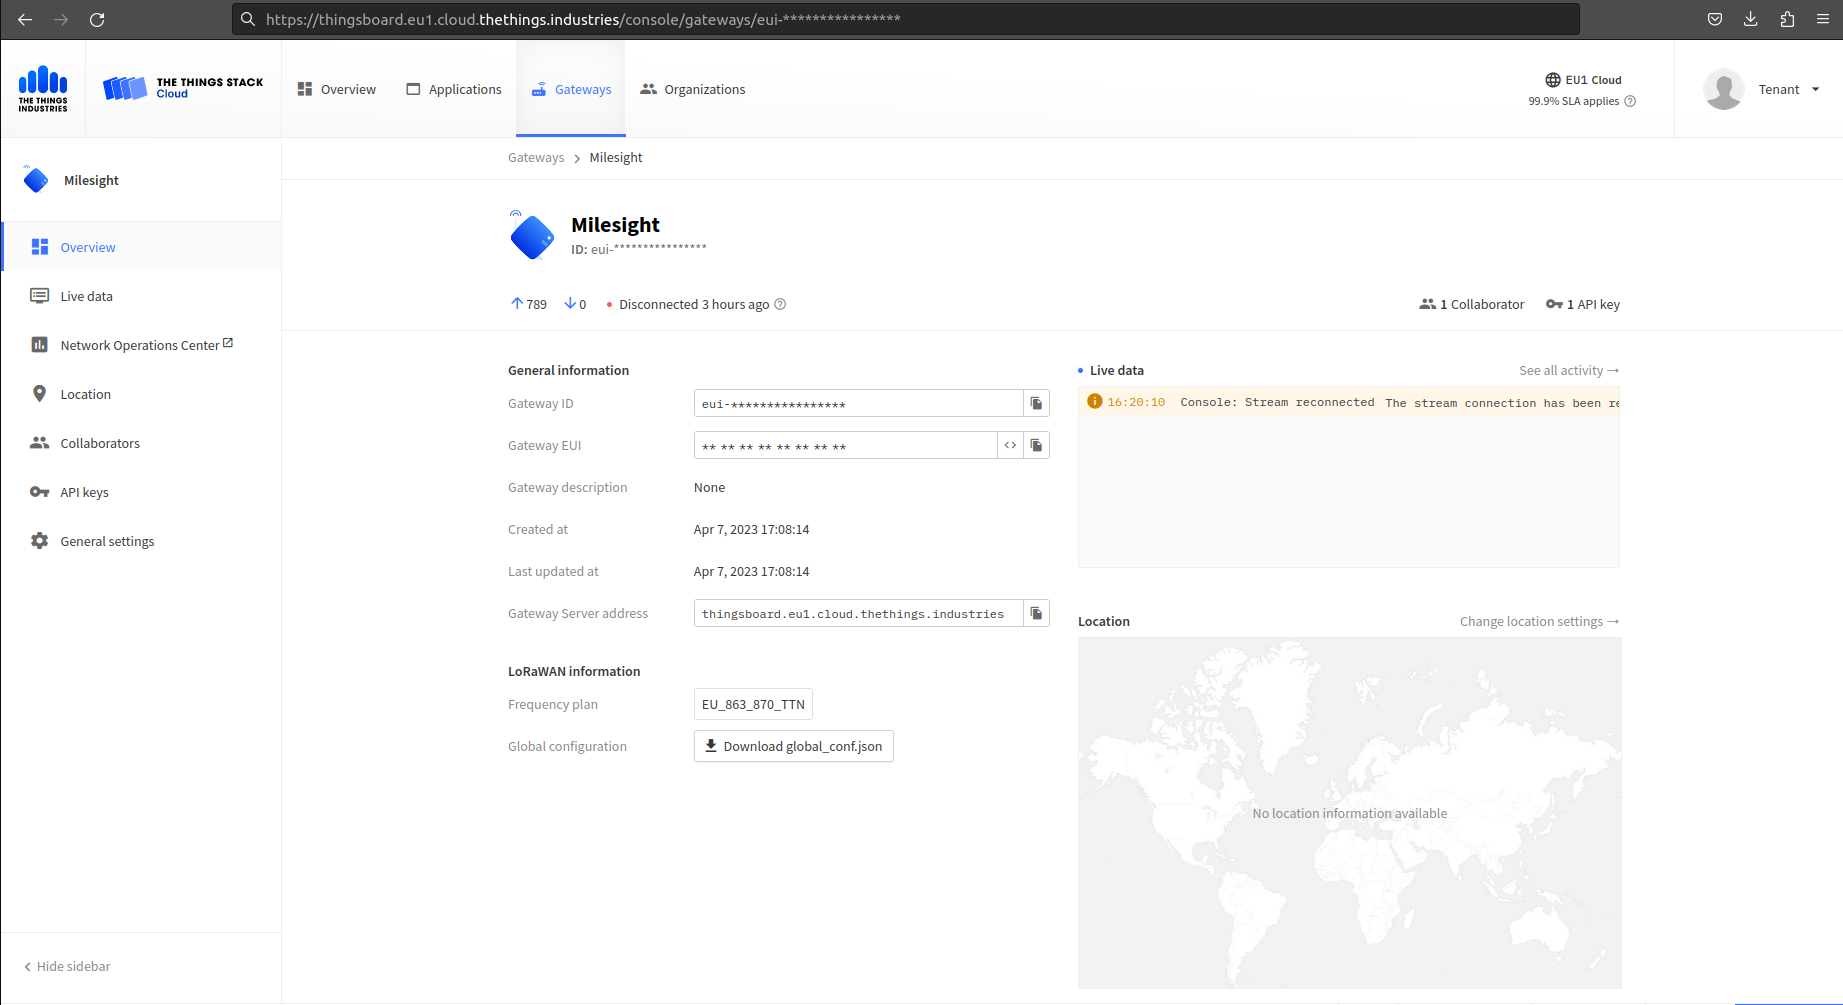 https://thingsboard.eu1.cloud.thethings.industries/console/gateways/eui-****************
THE THINGS
INDUSTRIES
THE THINGS STACK
Cloud
Overview
Applications
Gateways
Organizations
EU1 Cloud
99.9% SLA applies
Tenant
Milesight
Gateways > Milesight
Milesight
ID: eui-****************
789 0 Disconnected 3 hours ago
1 Collaborator 1 API key
Overview
Live data
Network Operations Center
Location
Collaborators
API keys
General settings
Hide sidebar
General information
Gateway ID eui-****************
Gateway EUI ** ** ** ** ** ** ** **
Gateway description None
Created at Apr 7, 2023 17:08:14
Last updated at Apr 7, 2023 17:08:14
Gateway Server address thingsboard.eu1.cloud.thethings.industries
LoRaWAN information
Frequency plan EU_863_870_TTN
Global configuration Download global_conf.json
Live data See all activity →
16:20:10 Console: Stream reconnected The stream connection has been re
Location Change location settings →
No location information available